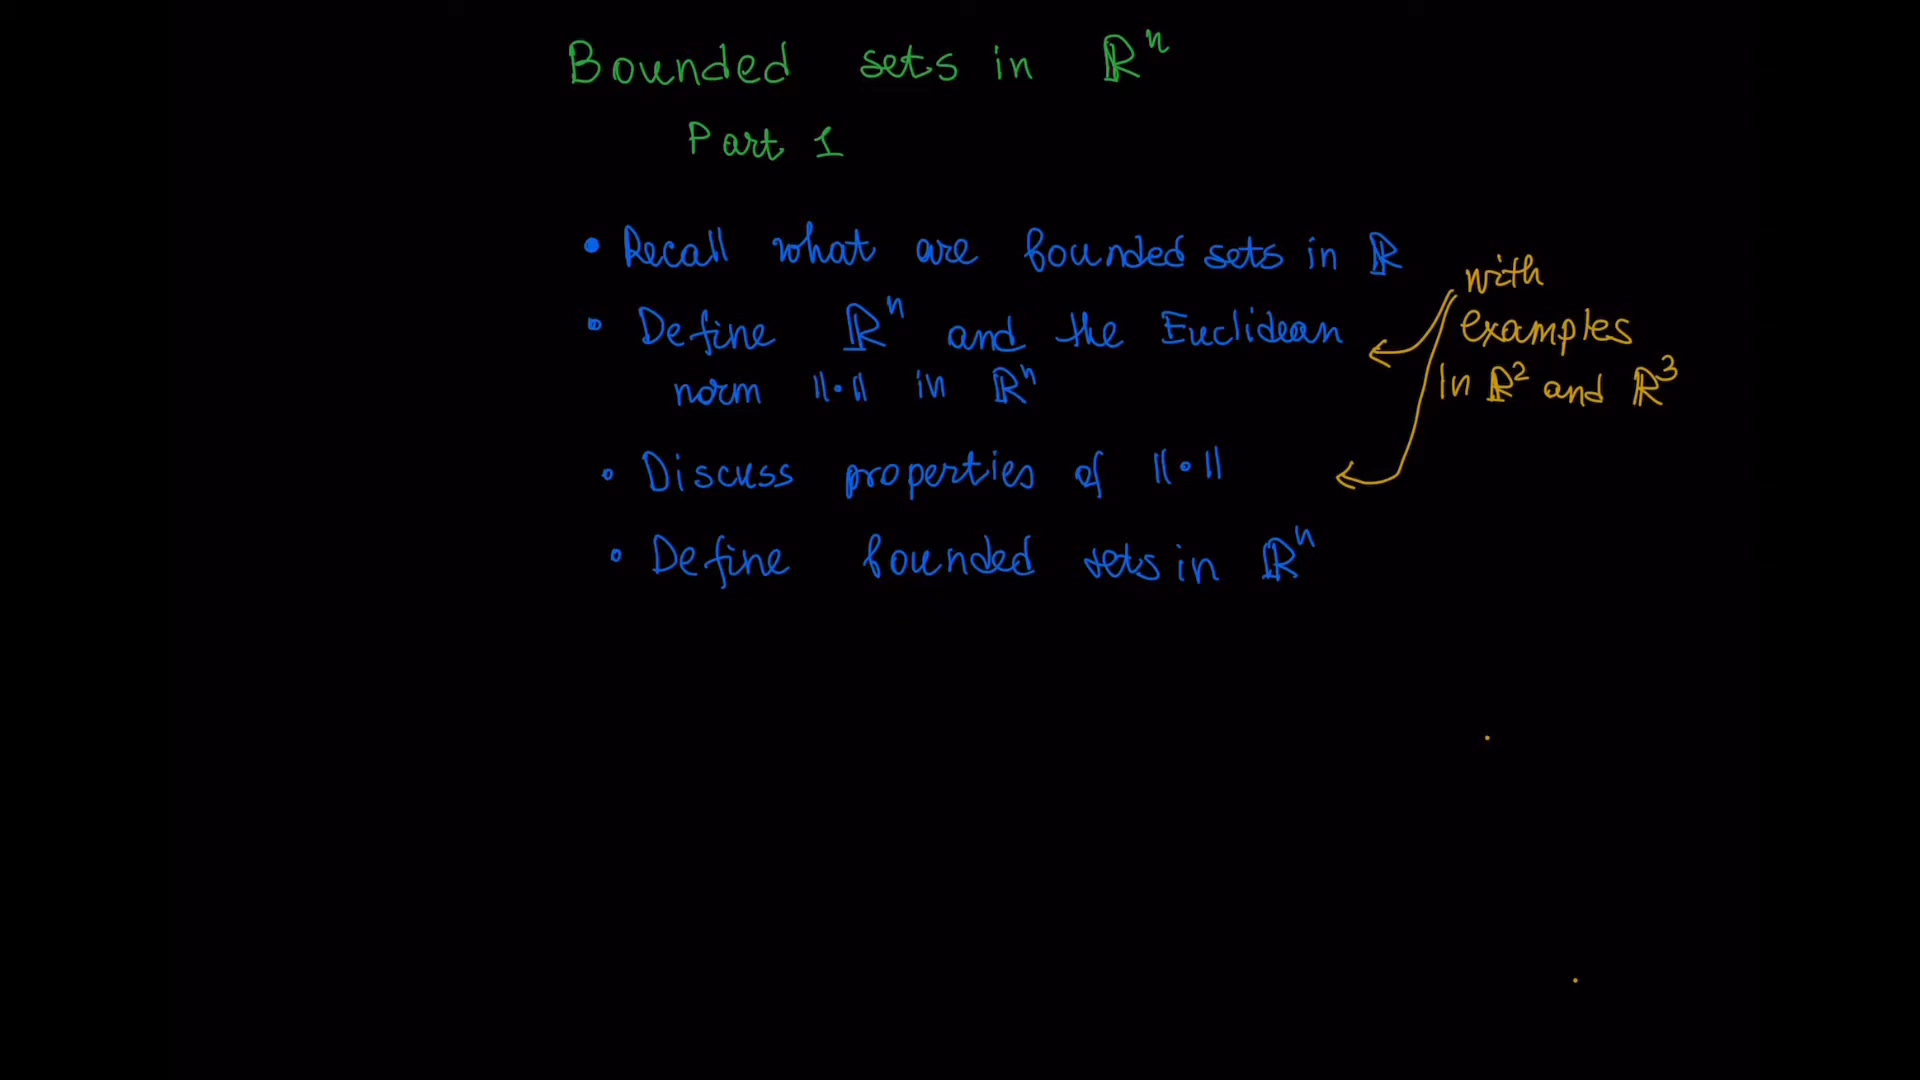 Bounded sets in ℝⁿ
Part 1
• Recall what are bounded sets in ℝ
• Define ℝⁿ and the Euclidean
norm ||·|| in ℝⁿ
• Discuss properties of ||·||
• Define bounded sets in ℝⁿ
with
examples
In ℝ² and ℝ³